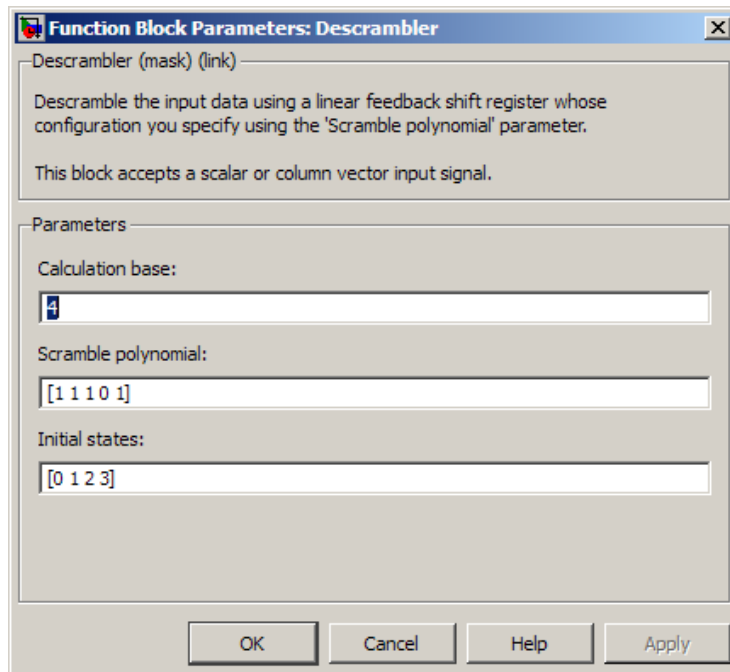 Function Block Parameters: Descrambler
Descrambler (mask) (link)
Descramble the input data using a linear feedback shift register whose
configuration you specify using the 'Scramble polynomial' parameter.
This block accepts a scalar or column vector input signal.
Parameters
Calculation base:
4
Scramble polynomial:
[1 1 1 0 1]
Initial states:
[0 1 2 3]
OK Cancel Help Apply